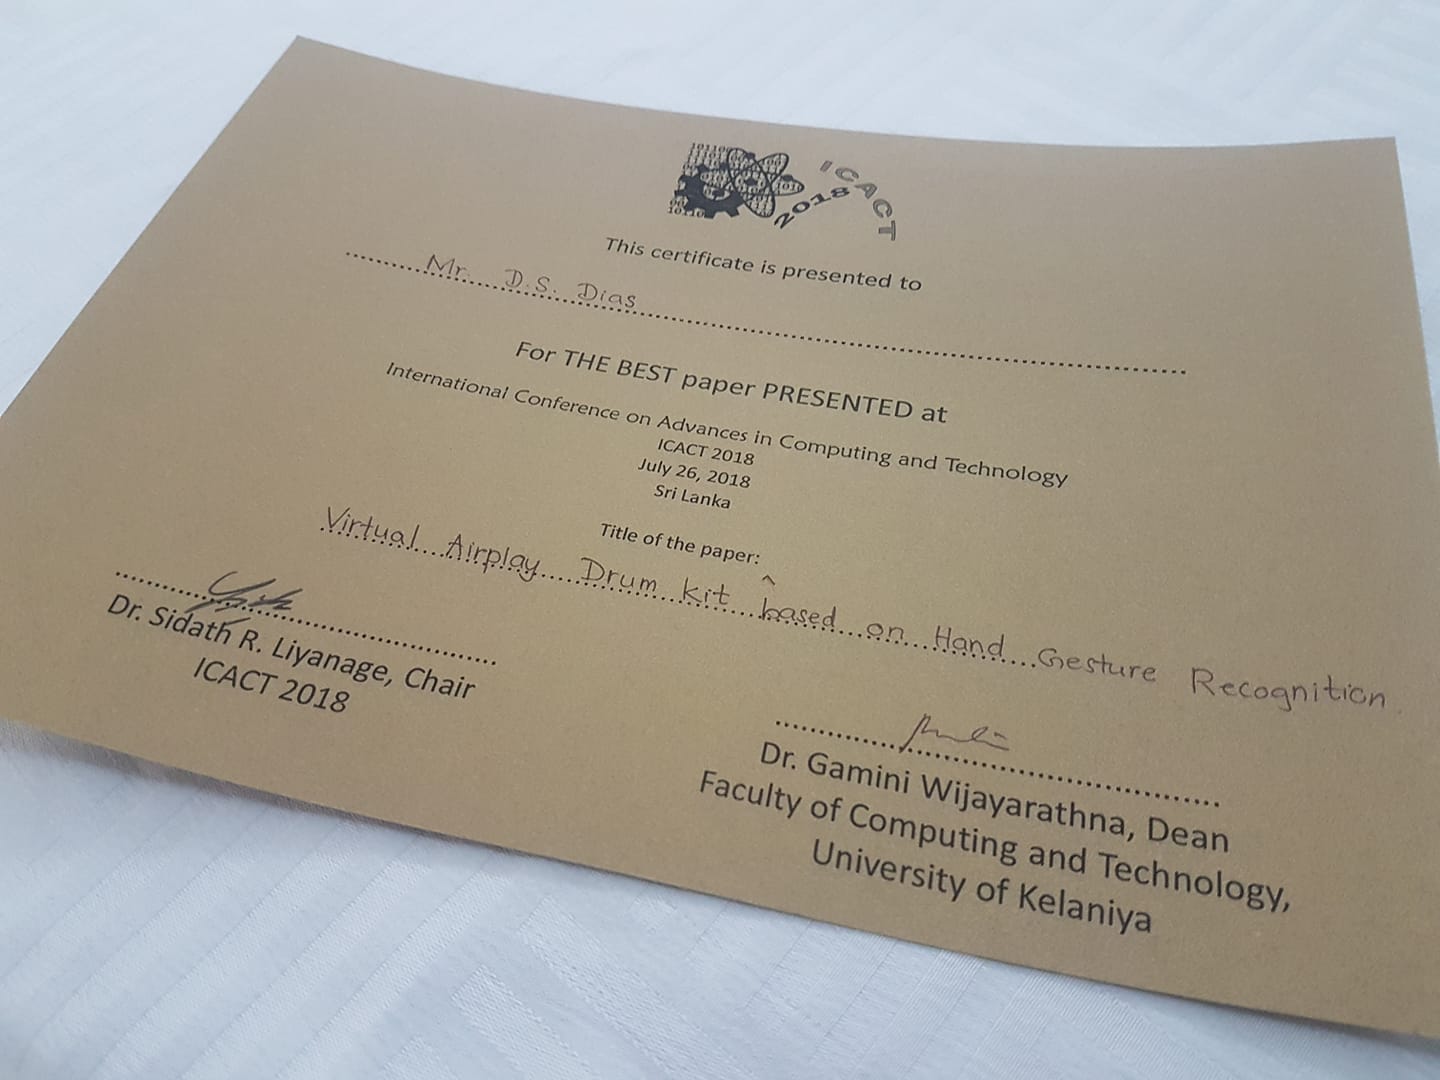 ICACT
2018
This certificate is presented to
Mr. D.S. Dias
For THE BEST paper PRESENTED at
International Conference on Advances in Computing and Technology
ICACT 2018
July 26, 2018
Sri Lanka
Title of the paper:
Virtual Airplay Drum kit based on Hand Gesture Recognition
Dr. Sidath R. Liyanage, Chair
ICACT 2018
Dr. Gamini Wijayarathna, Dean
Faculty of Computing and Technology,
University of Kelaniya